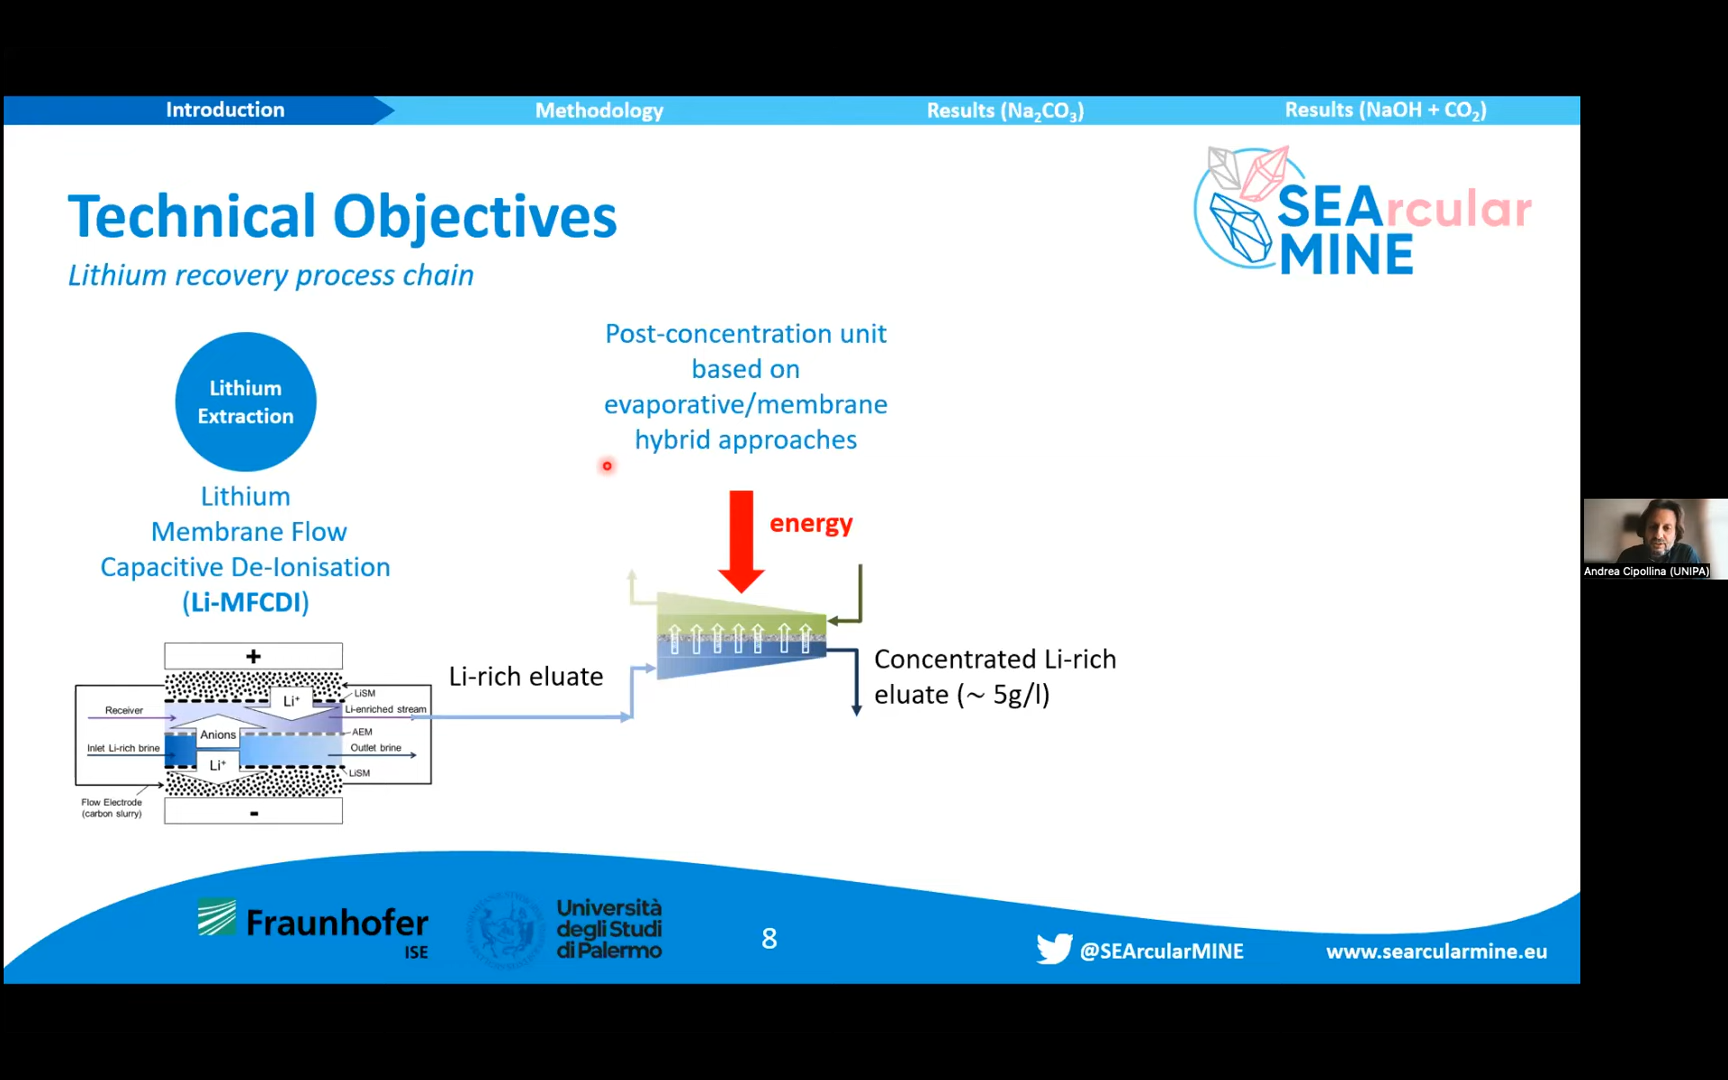 Introduction
Methodology
Results (Na₂CO₃)
Results (NaOH + CO₂)
SEArcular
MINE
Technical Objectives
Lithium recovery process chain
Lithium
Extraction
Lithium
Membrane Flow
Capacitive De-Ionisation
(Li-MFCDI)
Post-concentration unit
based on
evaporative/membrane
hybrid approaches
energy
+
Li⁺
LiSM
Receiver
Li-enriched stream
Anions
AEM
Inlet Li-rich brine
Outlet brine
Li⁺
LiSM
Flow Electrode
(carbon slurry)
-
Li-rich eluate
Concentrated Li-rich
eluate (~ 5g/l)
Andrea Cipollina (UNIPA)
Fraunhofer
ISE
Università
degli Studi
di Palermo
8
@SEArcularMINE
www.searcularmine.eu